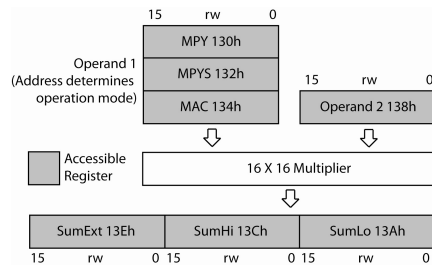 15 rw 0
MPY 130h
Operand 1
(Address determines
operation mode)
MPYS 132h
MAC 134h
15 rw 0
Operand 2 138h
Accessible
Register
16 X 16 Multiplier
SumExt 13Eh SumHi 13Ch SumLo 13Ah
15 rw 0 15 rw 0 15 rw 0